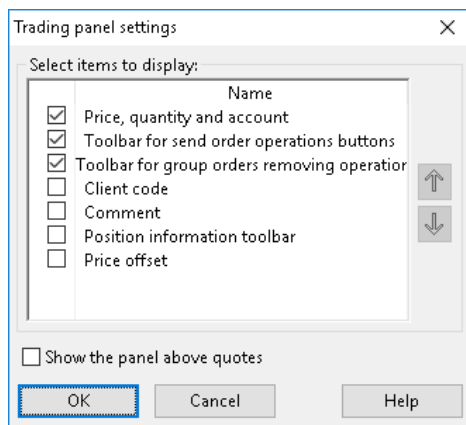 Trading panel settings
Select items to display:
Name
Price, quantity and account
Toolbar for send order operations buttons
Toolbar for group orders removing operation
Client code
Comment
Position information toolbar
Price offset
Show the panel above quotes
OK Cancel Help